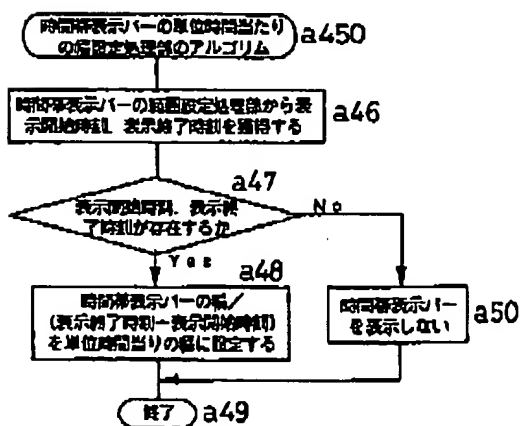 時間帯表示バーの単位時間当たり
の幅設定処理部のアルゴリム
a450
時間帯表示バーの範囲設定処理部から表
示開始時刻、表示終了時刻を獲得する
a46
a47
表示開始時刻、表示終
了時刻が存在するか
No
Yes
a48
時間帯表示バーの幅/
(表示終了時刻ー表示開始時刻)
を単位時間当りの幅に設定する
時間帯表示バー
を表示しない
a50
終了
a49